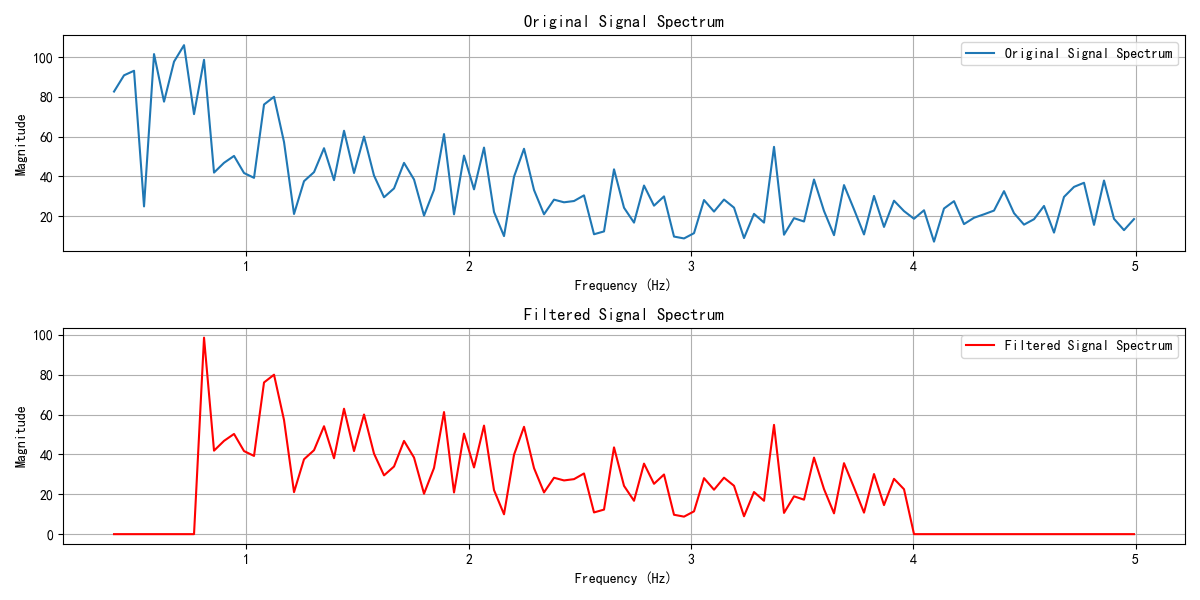 Original Signal Spectrum
Original Signal Spectrum
Magnitude
100
80
60
40
20
1
2
3
4
5
Frequency (Hz)
Filtered Signal Spectrum
Filtered Signal Spectrum
Magnitude
100
80
60
40
20
0
1
2
3
4
5
Frequency (Hz)